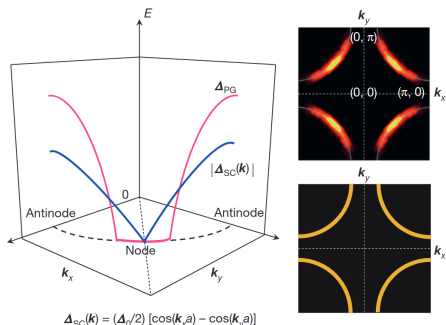 E
Δ_PG
|Δ_SC(k)|
0
Antinode
Antinode
Node
k_x
k_y
Δ_SC(k) = (Δ_0/2) [cos(k_xa) – cos(k_ya)]
k_y
(0, π)
k_x
(0, 0)
(π, 0)
k_y
k_x